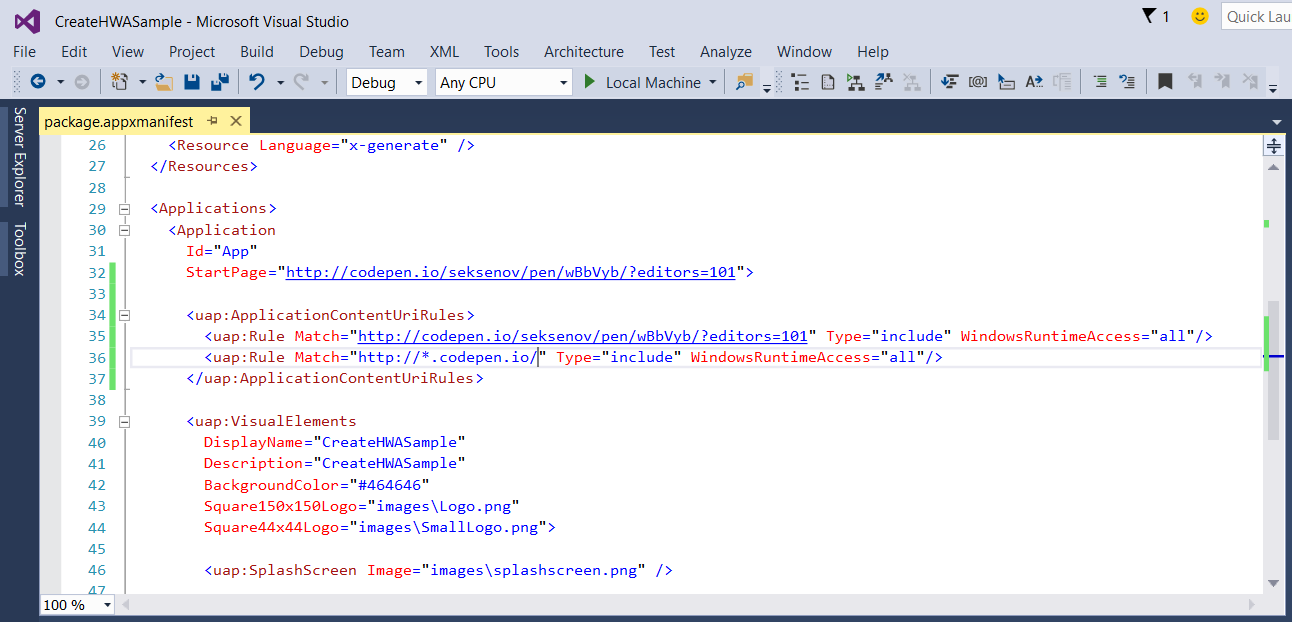 CreateHWASample - Microsoft Visual Studio
1
Quick Lau
File Edit View Project Build Debug Team XML Tools Architecture Test Analyze Window Help
Debug Any CPU Local Machine
Server Explorer
Toolbox
package.appxmanifest
26 <Resource Language="x-generate" />
27 </Resources>
28
29 <Applications>
30 <Application
31 Id="App"
32 StartPage="http://codepen.io/seksenov/pen/wBbVyb/?editors=101">
33
34 <uap:ApplicationContentUriRules>
35 <uap:Rule Match="http://codepen.io/seksenov/pen/wBbVyb/?editors=101" Type="include" WindowsRuntimeAccess="all"/>
36 <uap:Rule Match="http://*.codepen.io/" Type="include" WindowsRuntimeAccess="all"/>
37 </uap:ApplicationContentUriRules>
38
39 <uap:VisualElements
40 DisplayName="CreateHWASample"
41 Description="CreateHWASample"
42 BackgroundColor="#464646"
43 Square150x150Logo="images\Logo.png"
44 Square44x44Logo="images\SmallLogo.png">
45
46 <uap:SplashScreen Image="images\splashscreen.png" />
47
100 %